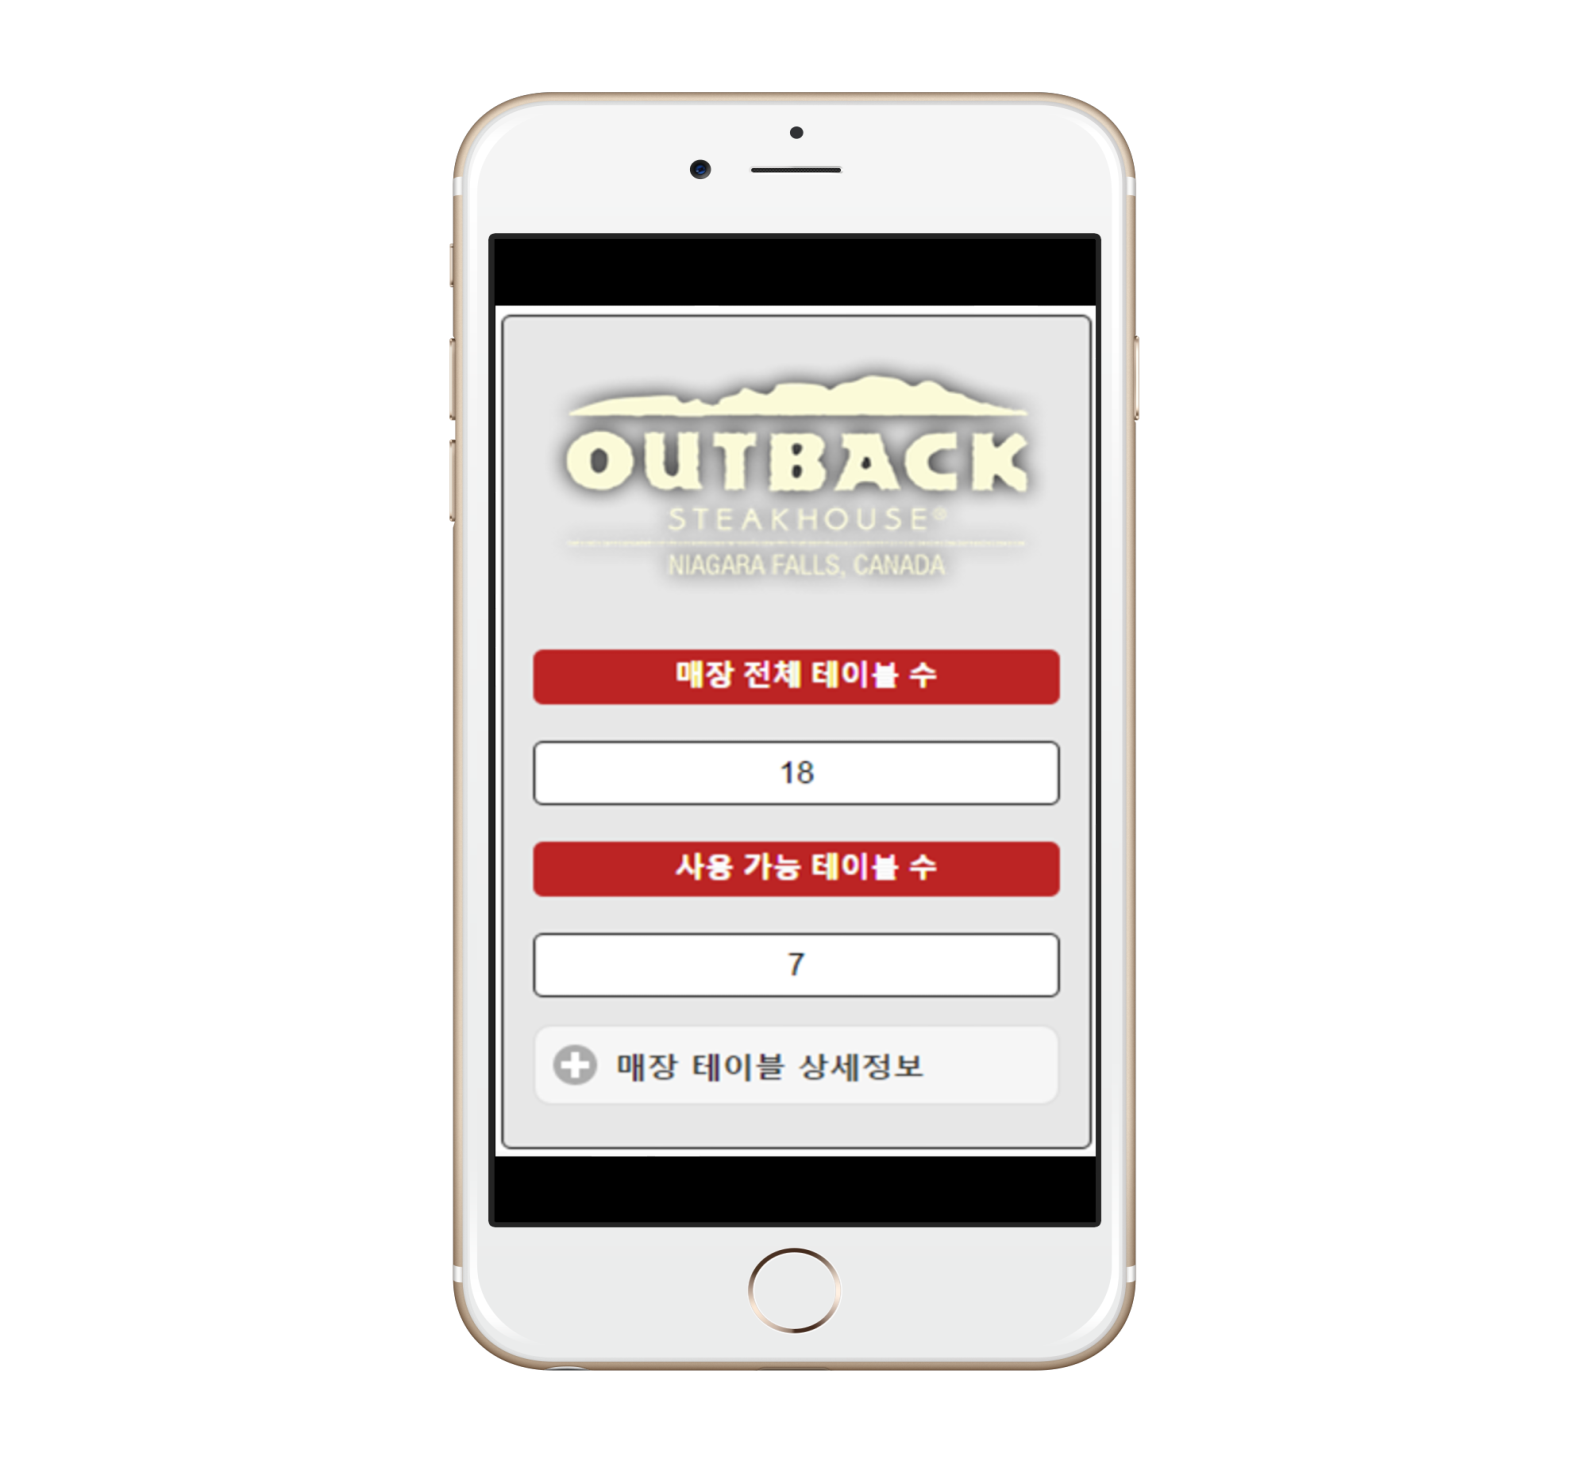 OUTBACK
STEAKHOUSE®
NIAGARA FALLS, CANADA
매장 전체 테이블 수
18
사용 가능 테이블 수
7
매장 테이블 상세정보